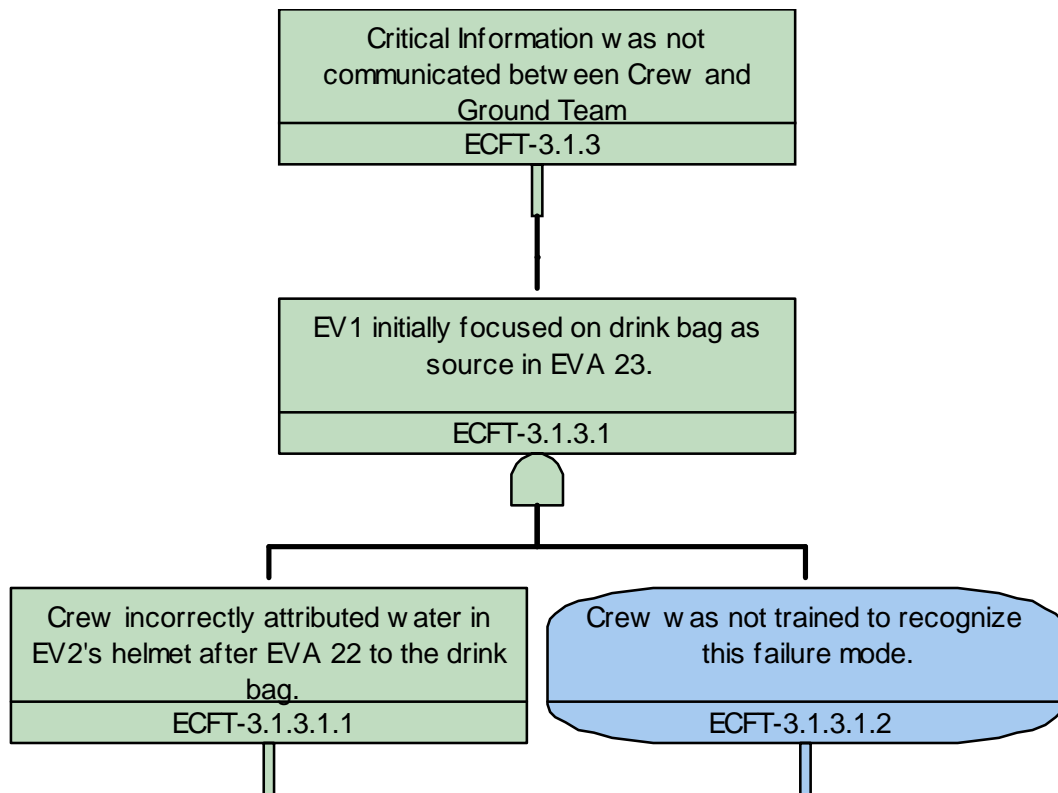 Critical Information was not
communicated between Crew and
Ground Team
ECFT-3.1.3
EV1 initially focused on drink bag as
source in EVA 23.
ECFT-3.1.3.1
Crew incorrectly attributed water in
EV2's helmet after EVA 22 to the drink
bag.
ECFT-3.1.3.1.1
Crew was not trained to recognize
this failure mode.
ECFT-3.1.3.1.2